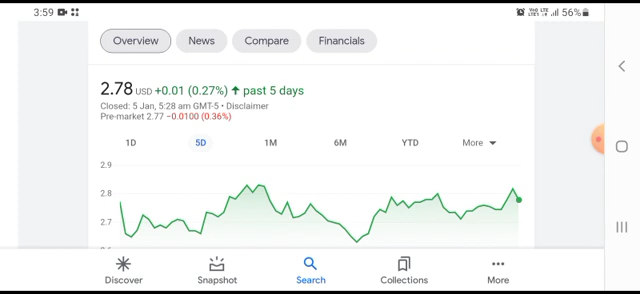 3:59
56%
Overview News Compare Financials
2.78 USD +0.01 (0.27%) ↑ past 5 days
Closed: 5 Jan, 5:28 am GMT-5 • Disclaimer
Pre-market 2.77 −0.0100 (0.36%)
1D 5D 1M 6M YTD More
2.9
2.8
2.7
Discover Snapshot Search Collections More